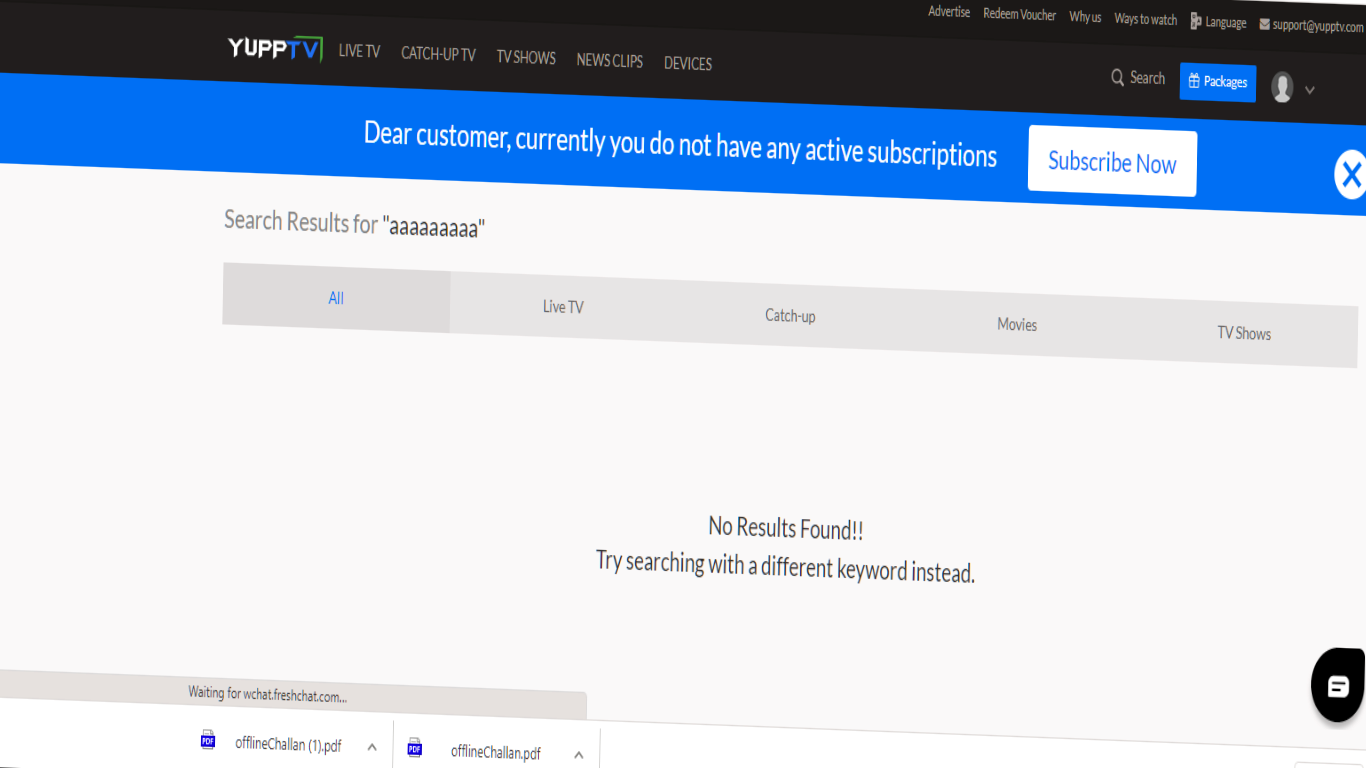 Advertise Redeem Voucher Why us Ways to watch Language support@yupptv.com
YUPPTV LIVE TV CATCH-UP TV TV SHOWS NEWS CLIPS DEVICES Search Packages
Dear customer, currently you do not have any active subscriptions Subscribe Now
Search Results for "aaaaaaaaa"
All Live TV Catch-up Movies TV Shows
No Results Found!!
Try searching with a different keyword instead.
Waiting for wchat.freshchat.com...
PDF offlineChallan (1).pdf PDF offlineChallan.pdf